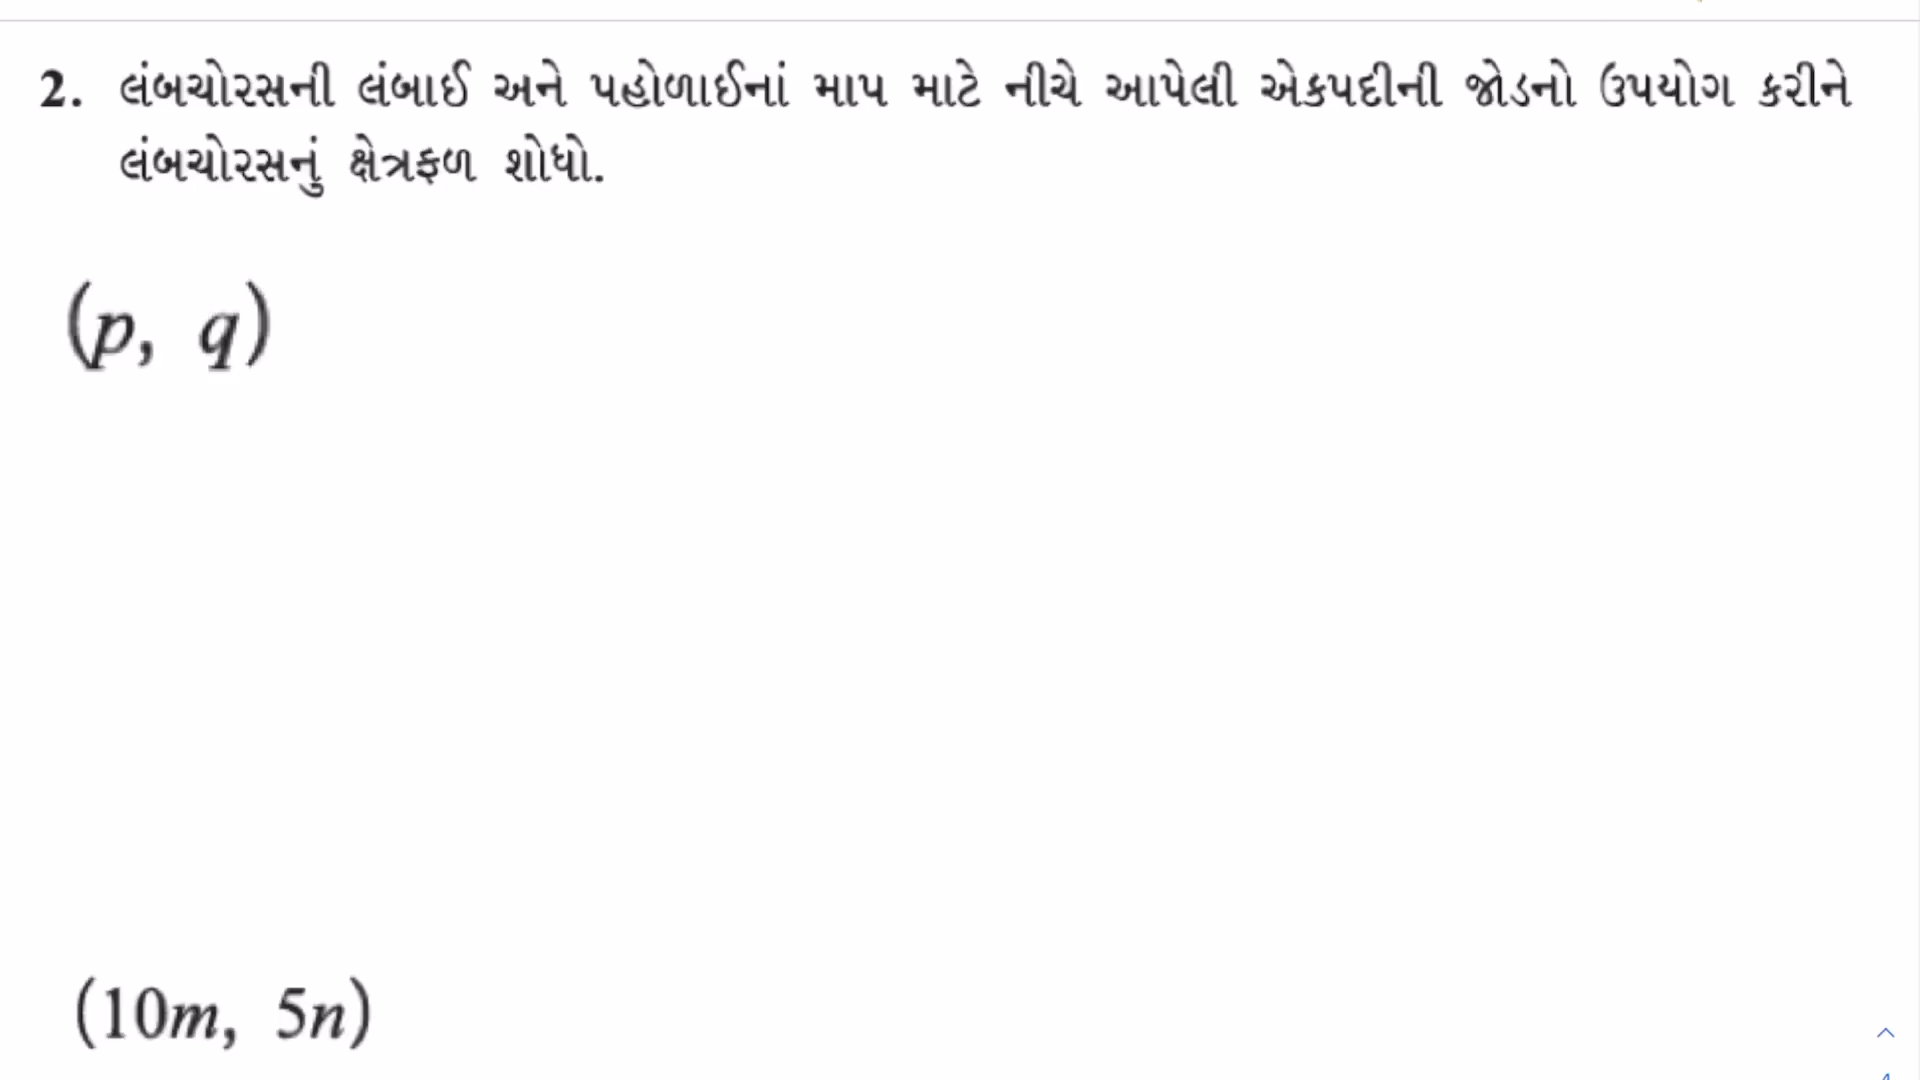 2. લંબચોરસની લંબાઈ અને પહોળાઈનાં માપ માટે નીચે આપેલી એકપદીની જોડનો ઉપયોગ કરીને
લંબચોરસનું ક્ષેત્રફળ શોધો.
(p, q)
(10m, 5n)